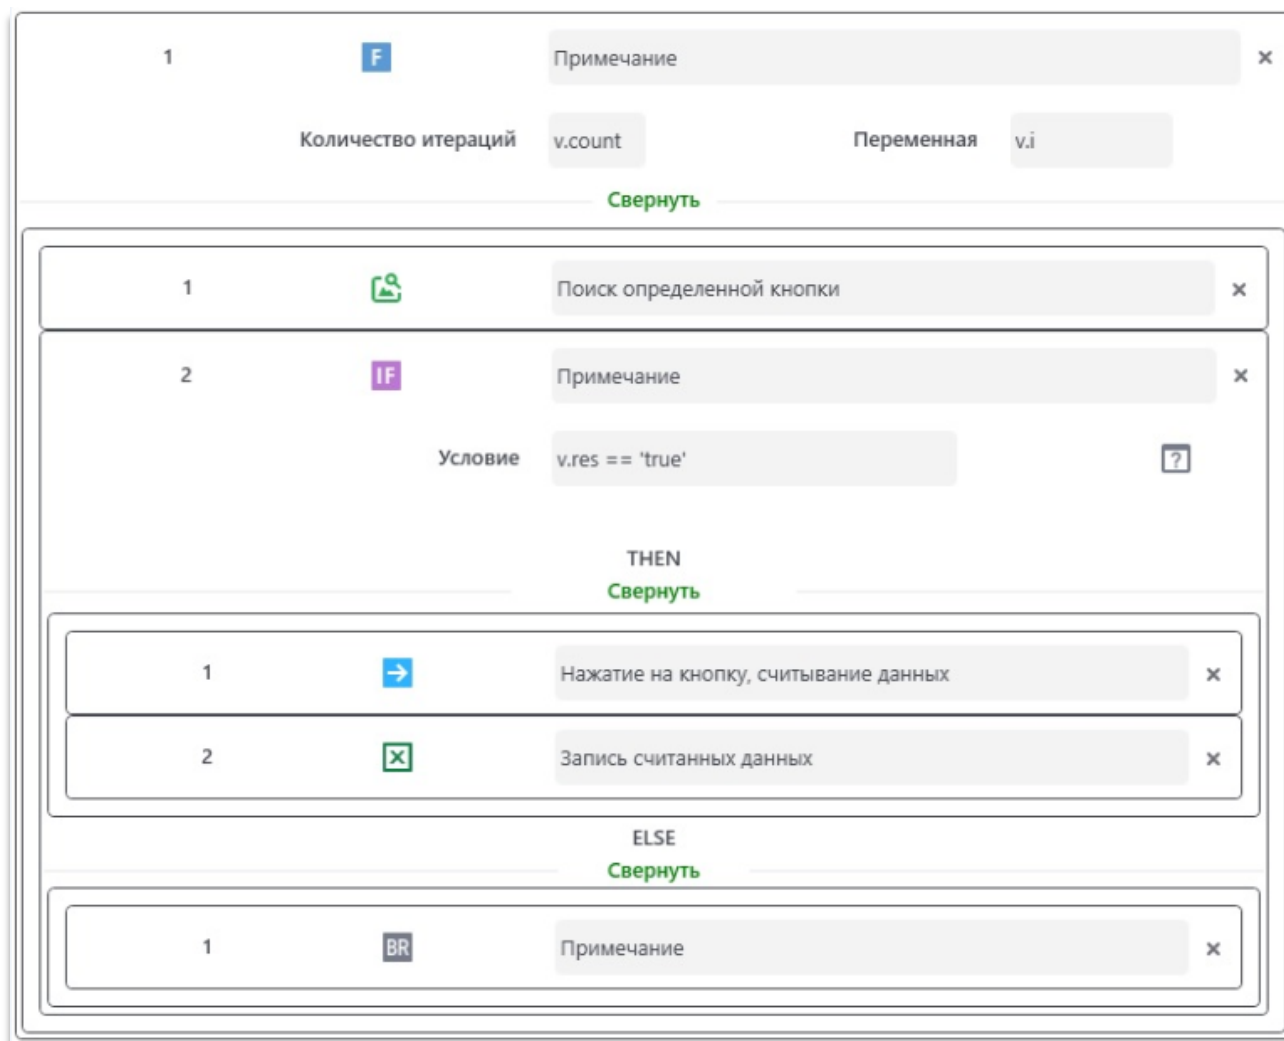 1 F Примечание ×
Количество итераций v.count Переменная v.i
Свернуть
1 Поиск определенной кнопки ×
2 IF Примечание ×
Условие v.res == 'true' ?
THEN
Свернуть
1 Нажатие на кнопку, считывание данных ×
2 Запись считанных данных ×
ELSE
Свернуть
1 BR Примечание ×